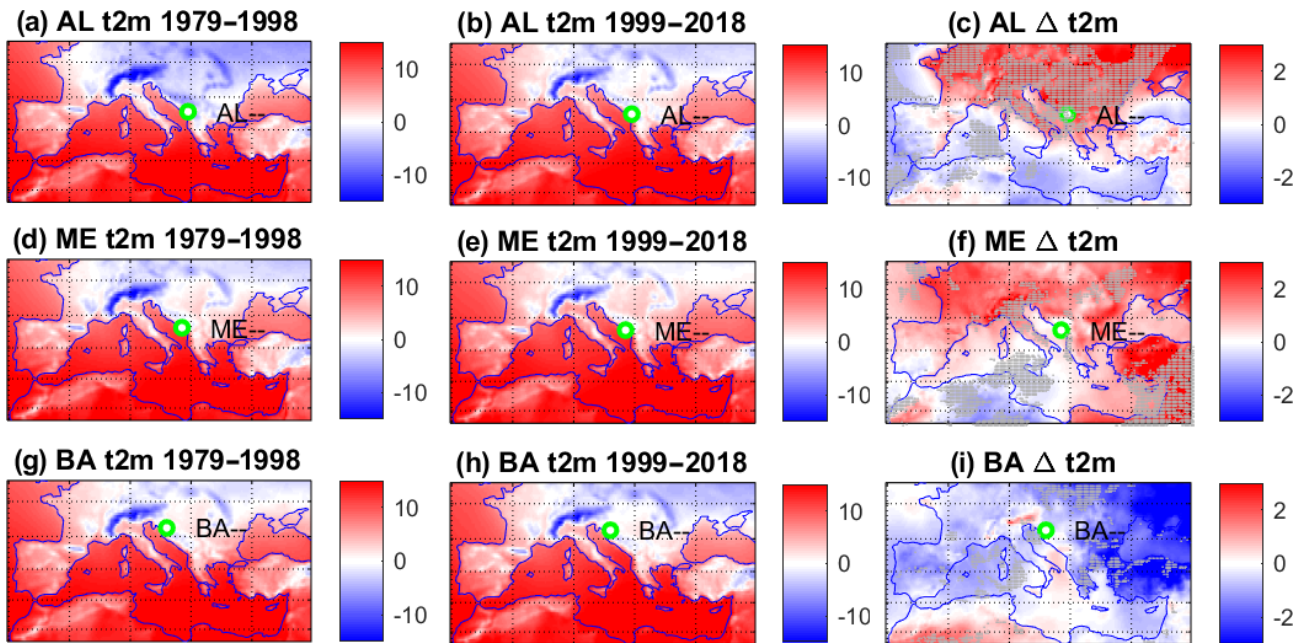 (a) AL t2m 1979–1998
(b) AL t2m 1999–2018
(c) AL Δ t2m
10
0
-10
AL--
10
0
-10
AL--
2
0
-2
AL--
(d) ME t2m 1979–1998
(e) ME t2m 1999–2018
(f) ME Δ t2m
10
0
-10
ME--
10
0
-10
ME--
2
0
-2
ME--
(g) BA t2m 1979–1998
(h) BA t2m 1999–2018
(i) BA Δ t2m
10
0
-10
BA--
10
0
-10
BA--
2
0
-2
BA--